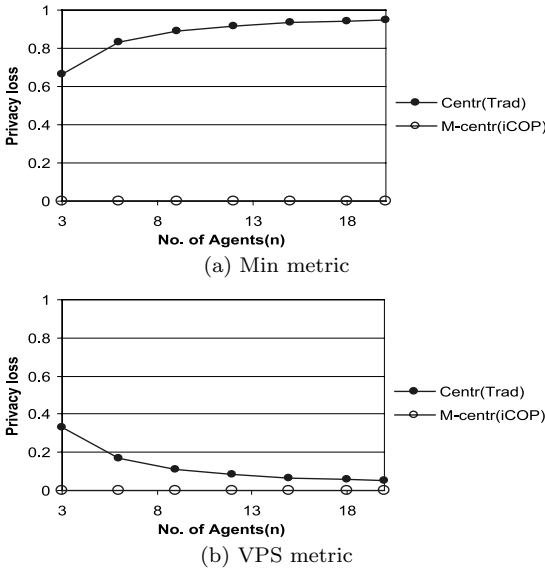 1
0.8
0.6
0.4
0.2
0
Privacy loss
3 8 13 18
No. of Agents(n)
Centr(Trad)
M-centr(iCOP)
(a) Min metric
1
0.8
0.6
0.4
0.2
0
Privacy loss
3 8 13 18
No. of Agents(n)
Centr(Trad)
M-centr(iCOP)
(b) VPS metric